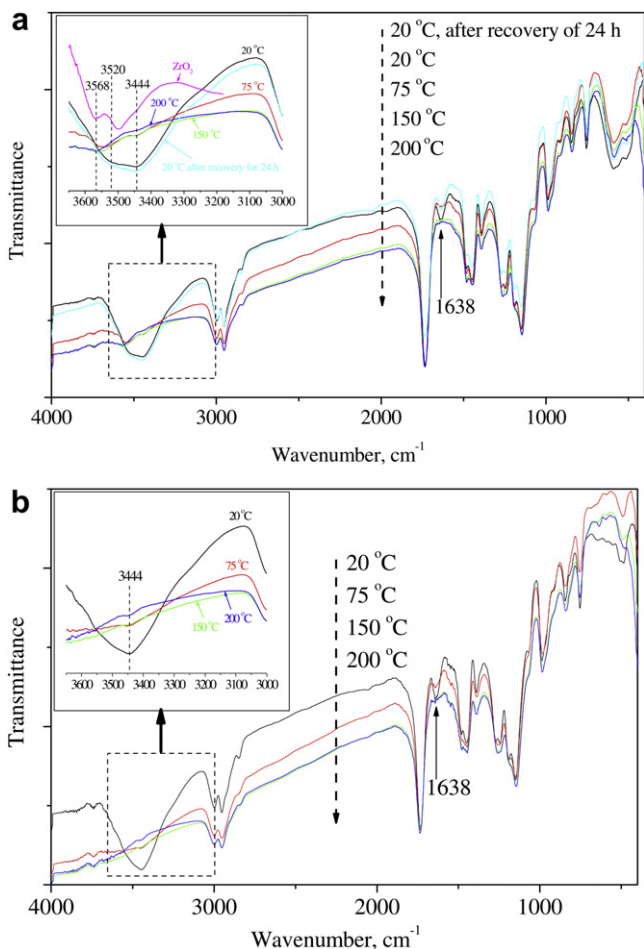 a
3568
3520
3444
ZrO₂
20 °C
75 °C
200 °C
150 °C
20 °C after recovery for 24 h
3600 3500 3400 3300 3200 3100 3000
20 °C, after recovery of 24 h
20 °C
75 °C
150 °C
200 °C
1638
Transmittance
4000 3000 2000 1000
Wavenumber, cm⁻¹
b
3444
20 °C
75 °C
150 °C
200 °C
3600 3500 3400 3300 3200 3100 3000
20 °C
75 °C
150 °C
200 °C
1638
Transmittance
4000 3000 2000 1000
Wavenumber, cm⁻¹